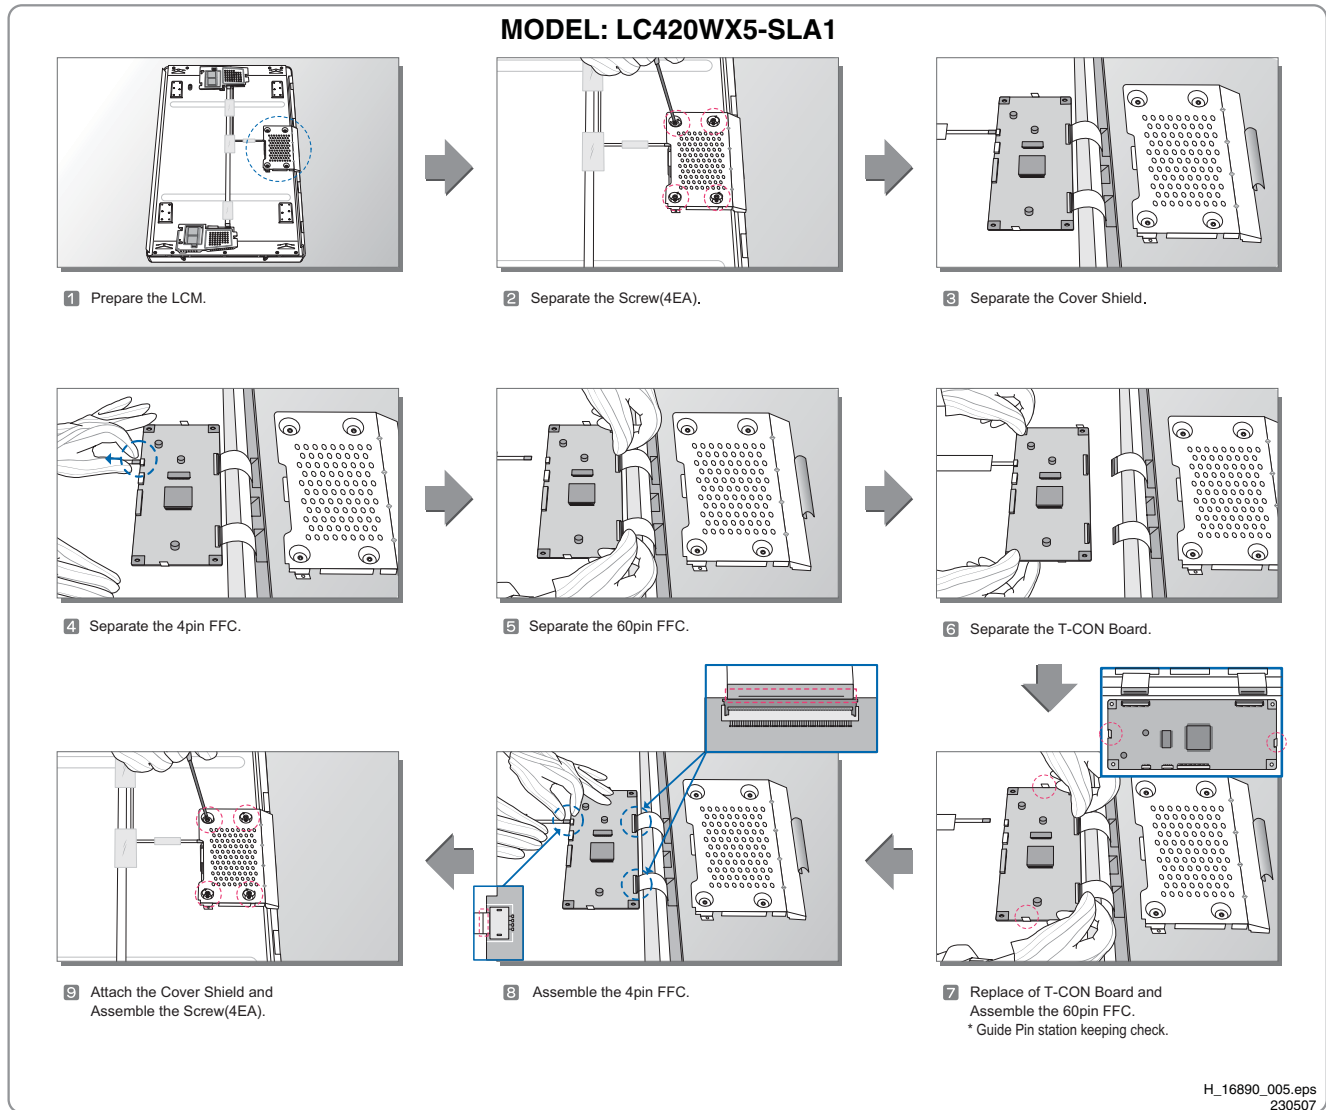 MODEL: LC420WX5-SLA1
1 Prepare the LCM.
2 Separate the Screw(4EA).
3 Separate the Cover Shield.
4 Separate the 4pin FFC.
5 Separate the 60pin FFC.
6 Separate the T-CON Board.
9 Attach the Cover Shield and
Assemble the Screw(4EA).
8 Assemble the 4pin FFC.
7 Replace of T-CON Board and
Assemble the 60pin FFC.
* Guide Pin station keeping check.
H_16890_005.eps
230507